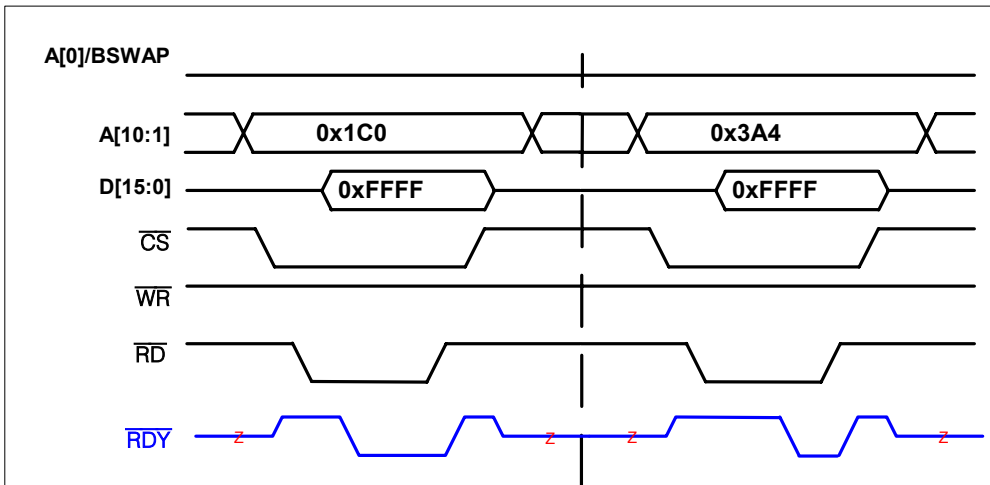 A[0]/BSWAP
A[10:1] 0x1C0 0x3A4
D[15:0] 0xFFFF 0xFFFF
CS
WR
RD
RDY Z Z Z Z